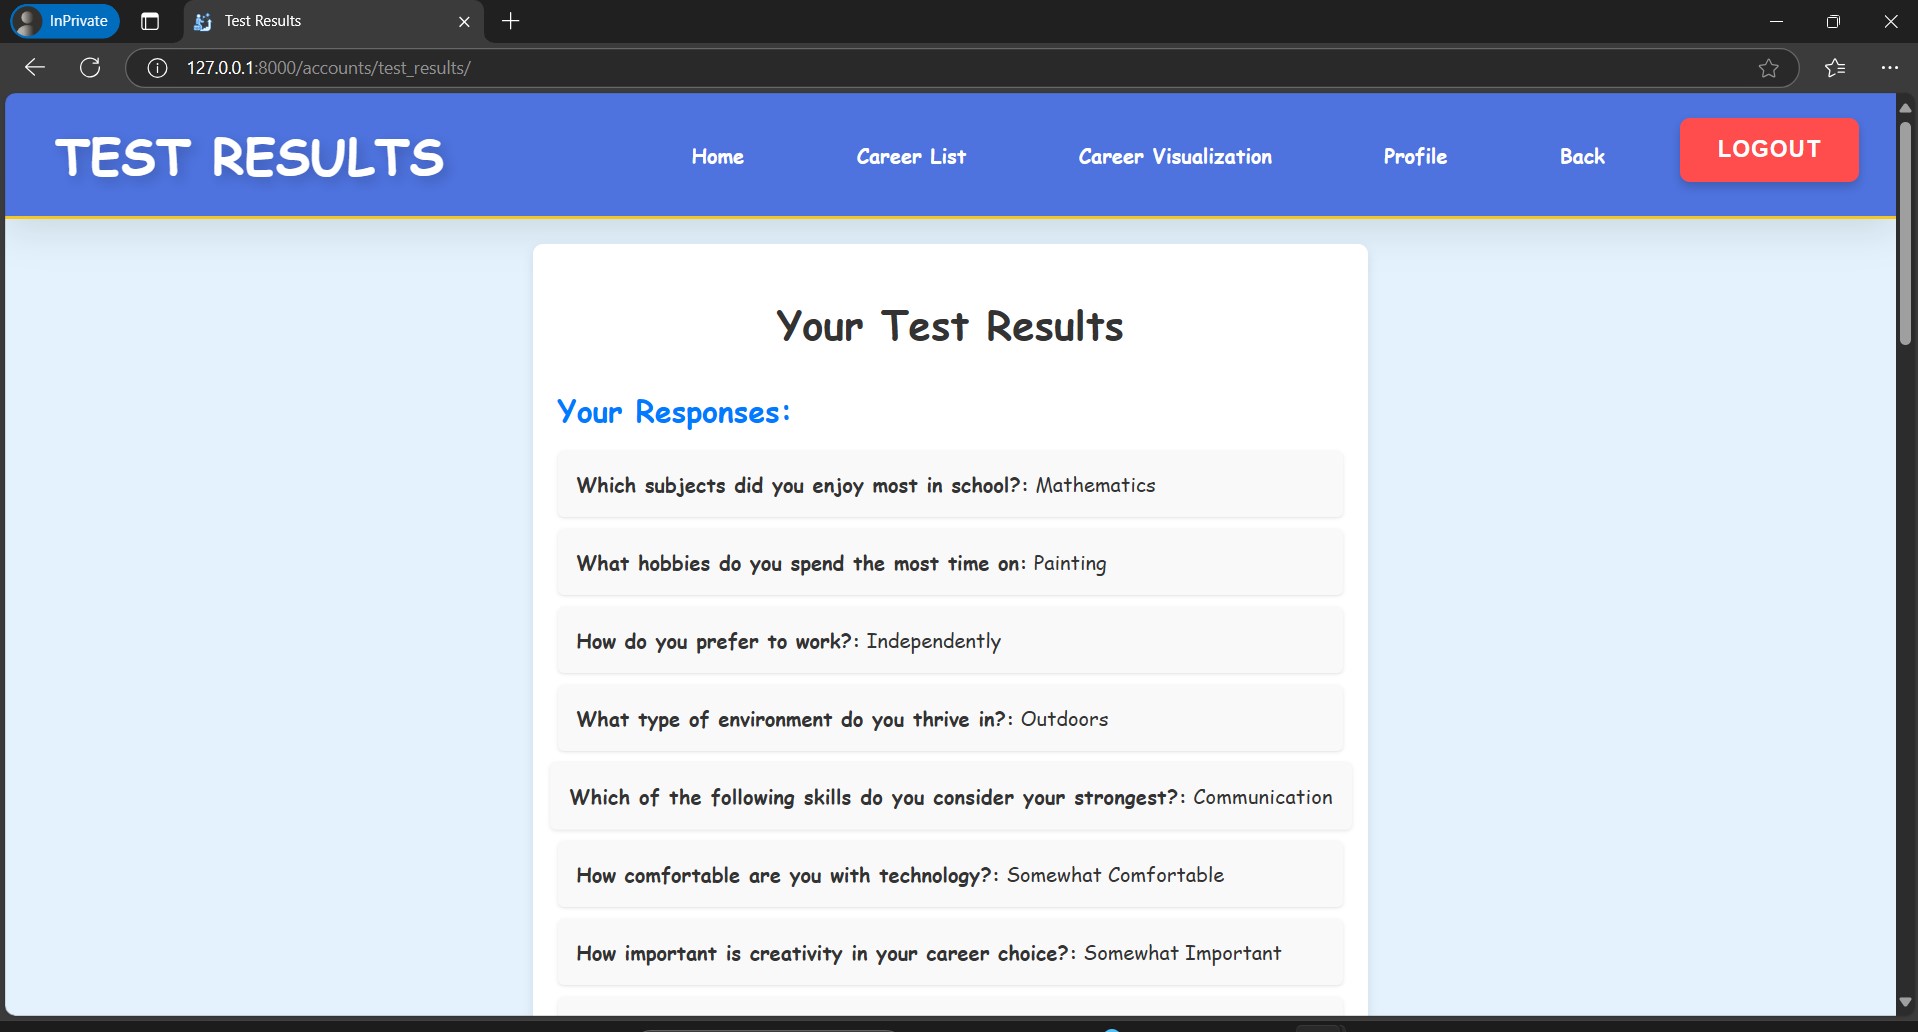 InPrivate
Test Results
127.0.0.1:8000/accounts/test_results/
TEST RESULTS
Home
Career List
Career Visualization
Profile
Back
LOGOUT
Your Test Results
Your Responses:
Which subjects did you enjoy most in school?: Mathematics
What hobbies do you spend the most time on: Painting
How do you prefer to work?: Independently
What type of environment do you thrive in?: Outdoors
Which of the following skills do you consider your strongest?: Communication
How comfortable are you with technology?: Somewhat Comfortable
How important is creativity in your career choice?: Somewhat Important